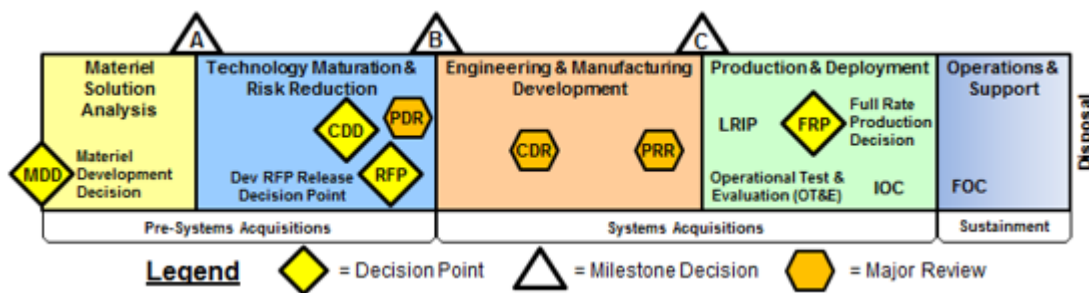 A
B
C
Materiel
Solution
Analysis
MDD
Materiel
Development
Decision
Technology Maturation &
Risk Reduction
CDD
PDR
Dev RFP Release
Decision Point
RFP
Engineering & Manufacturing
Development
CDR
PRR
Production & Deployment
LRIP
FRP
Full Rate
Production
Decision
Operational Test &
Evaluation (OT&E)
IOC
Operations &
Support
FOC
Disposal
Pre-Systems Acquisitions
Systems Acquisitions
Sustainment
Legend
= Decision Point
= Milestone Decision
= Major Review